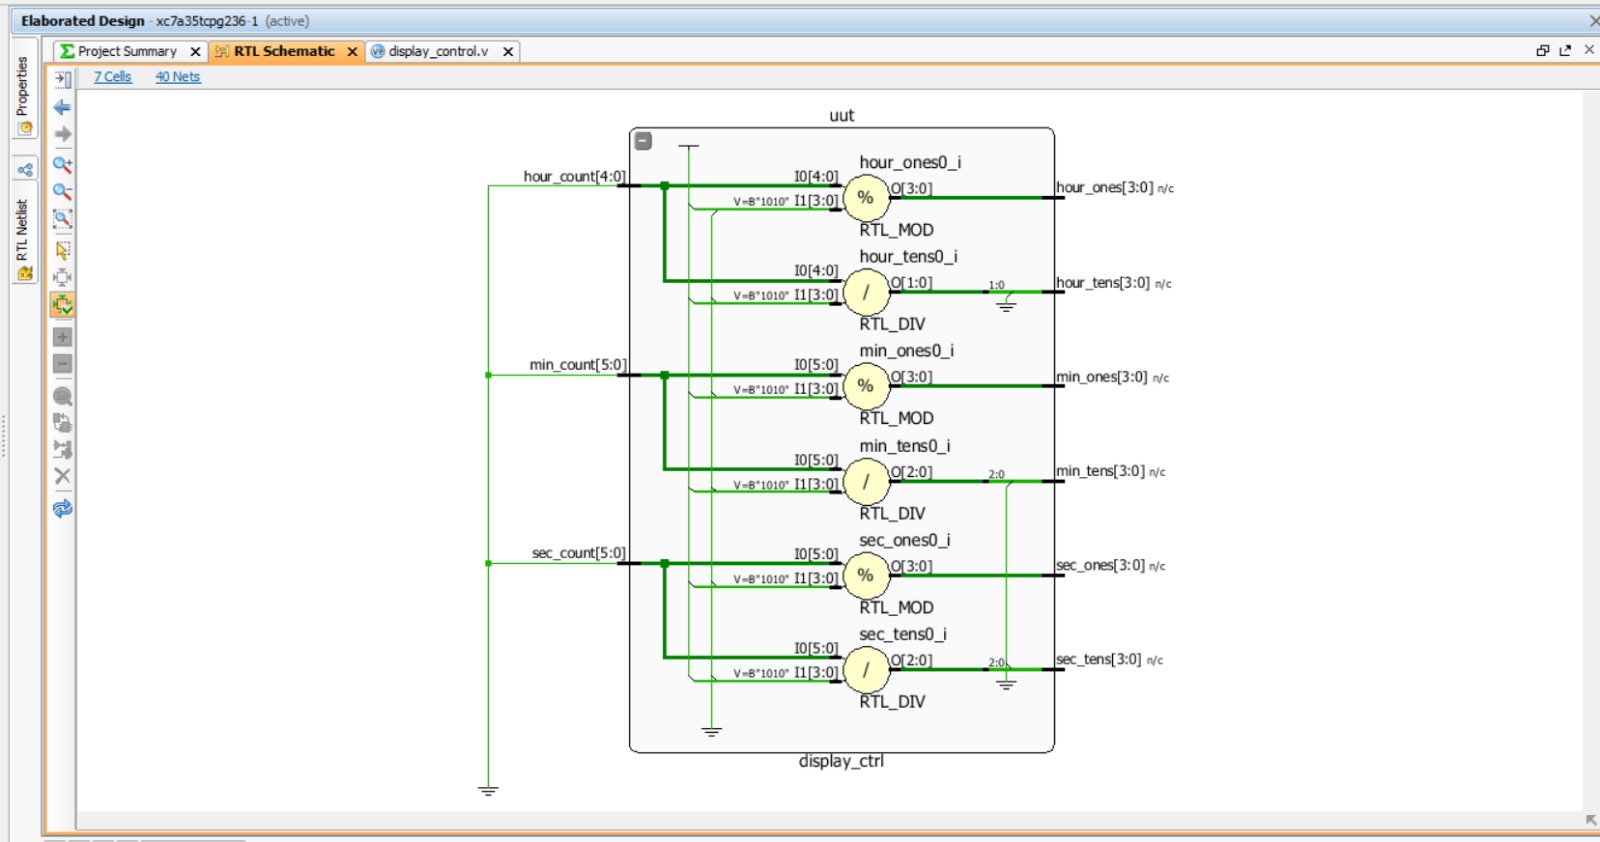 Elaborated Design - xc7a35tcpg236-1 (active)
Project Summary
RTL Schematic
display_control.v
Properties
RTL Netlist
7 Cells
40 Nets
uut
hour_ones0_i
hour_count[4:0]
I0[4:0]
O[3:0]
hour_ones[3:0] n/c
%
V=B"1010" I1[3:0]
RTL_MOD
hour_tens0_i
I0[4:0]
O[1:0]
1:0
hour_tens[3:0] n/c
/
V=B"1010" I1[3:0]
RTL_DIV
min_ones0_i
min_count[5:0]
I0[5:0]
O[3:0]
min_ones[3:0] n/c
%
V=B"1010" I1[3:0]
RTL_MOD
min_tens0_i
I0[5:0]
O[2:0]
2:0
min_tens[3:0] n/c
/
V=B"1010" I1[3:0]
RTL_DIV
sec_ones0_i
sec_count[5:0]
I0[5:0]
O[3:0]
sec_ones[3:0] n/c
%
V=B"1010" I1[3:0]
RTL_MOD
sec_tens0_i
I0[5:0]
O[2:0]
2:0
sec_tens[3:0] n/c
/
V=B"1010" I1[3:0]
RTL_DIV
display_ctrl